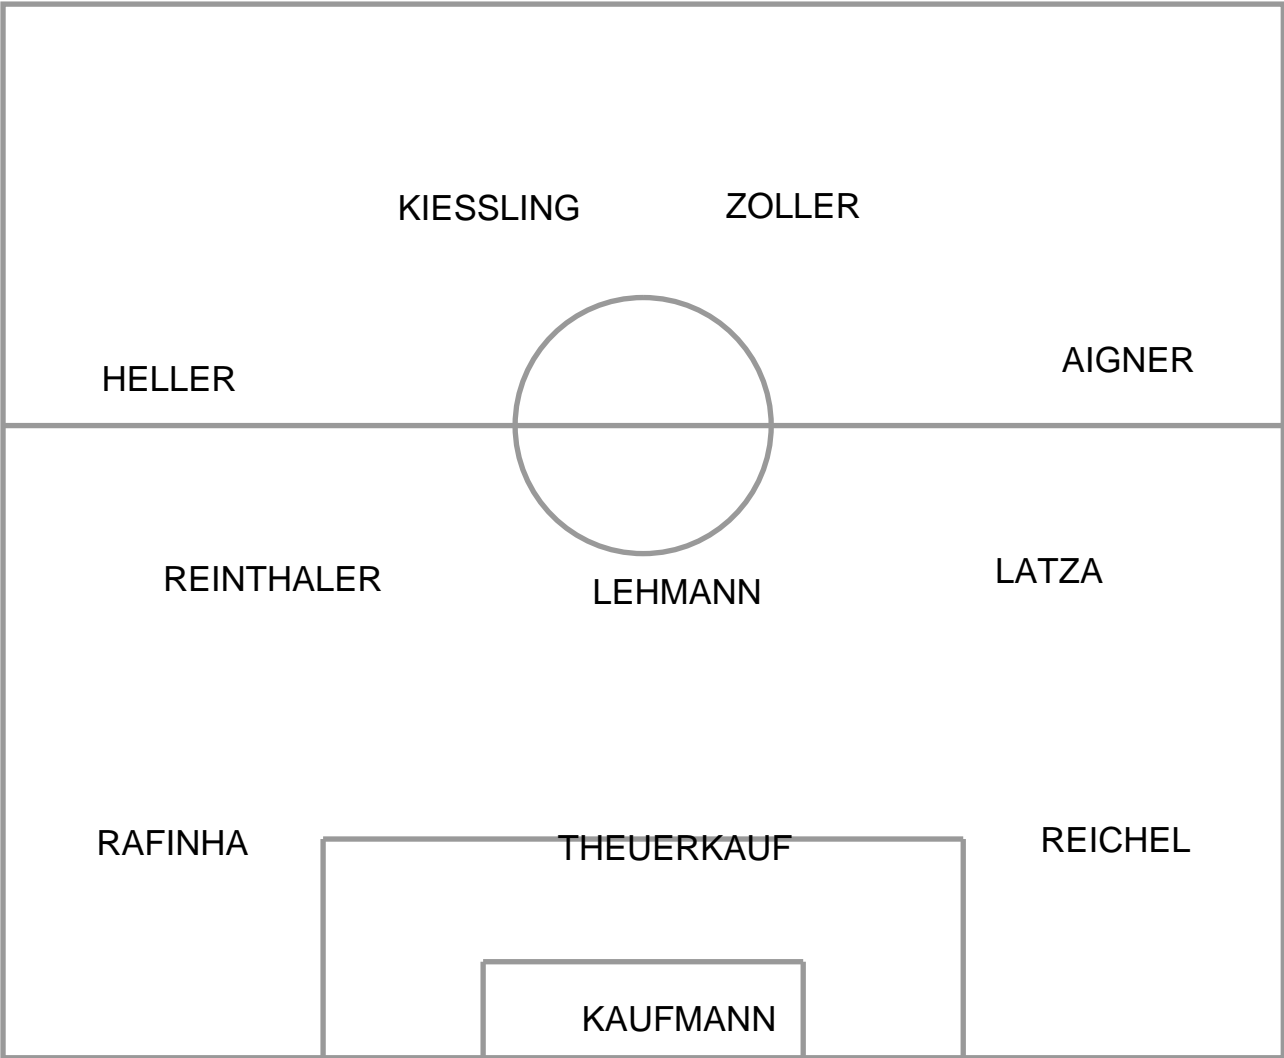 KIESSLING ZOLLER
HELLER AIGNER
REINTHALER LEHMANN LATZA
RAFINHA THEUERKAUF REICHEL
KAUFMANN